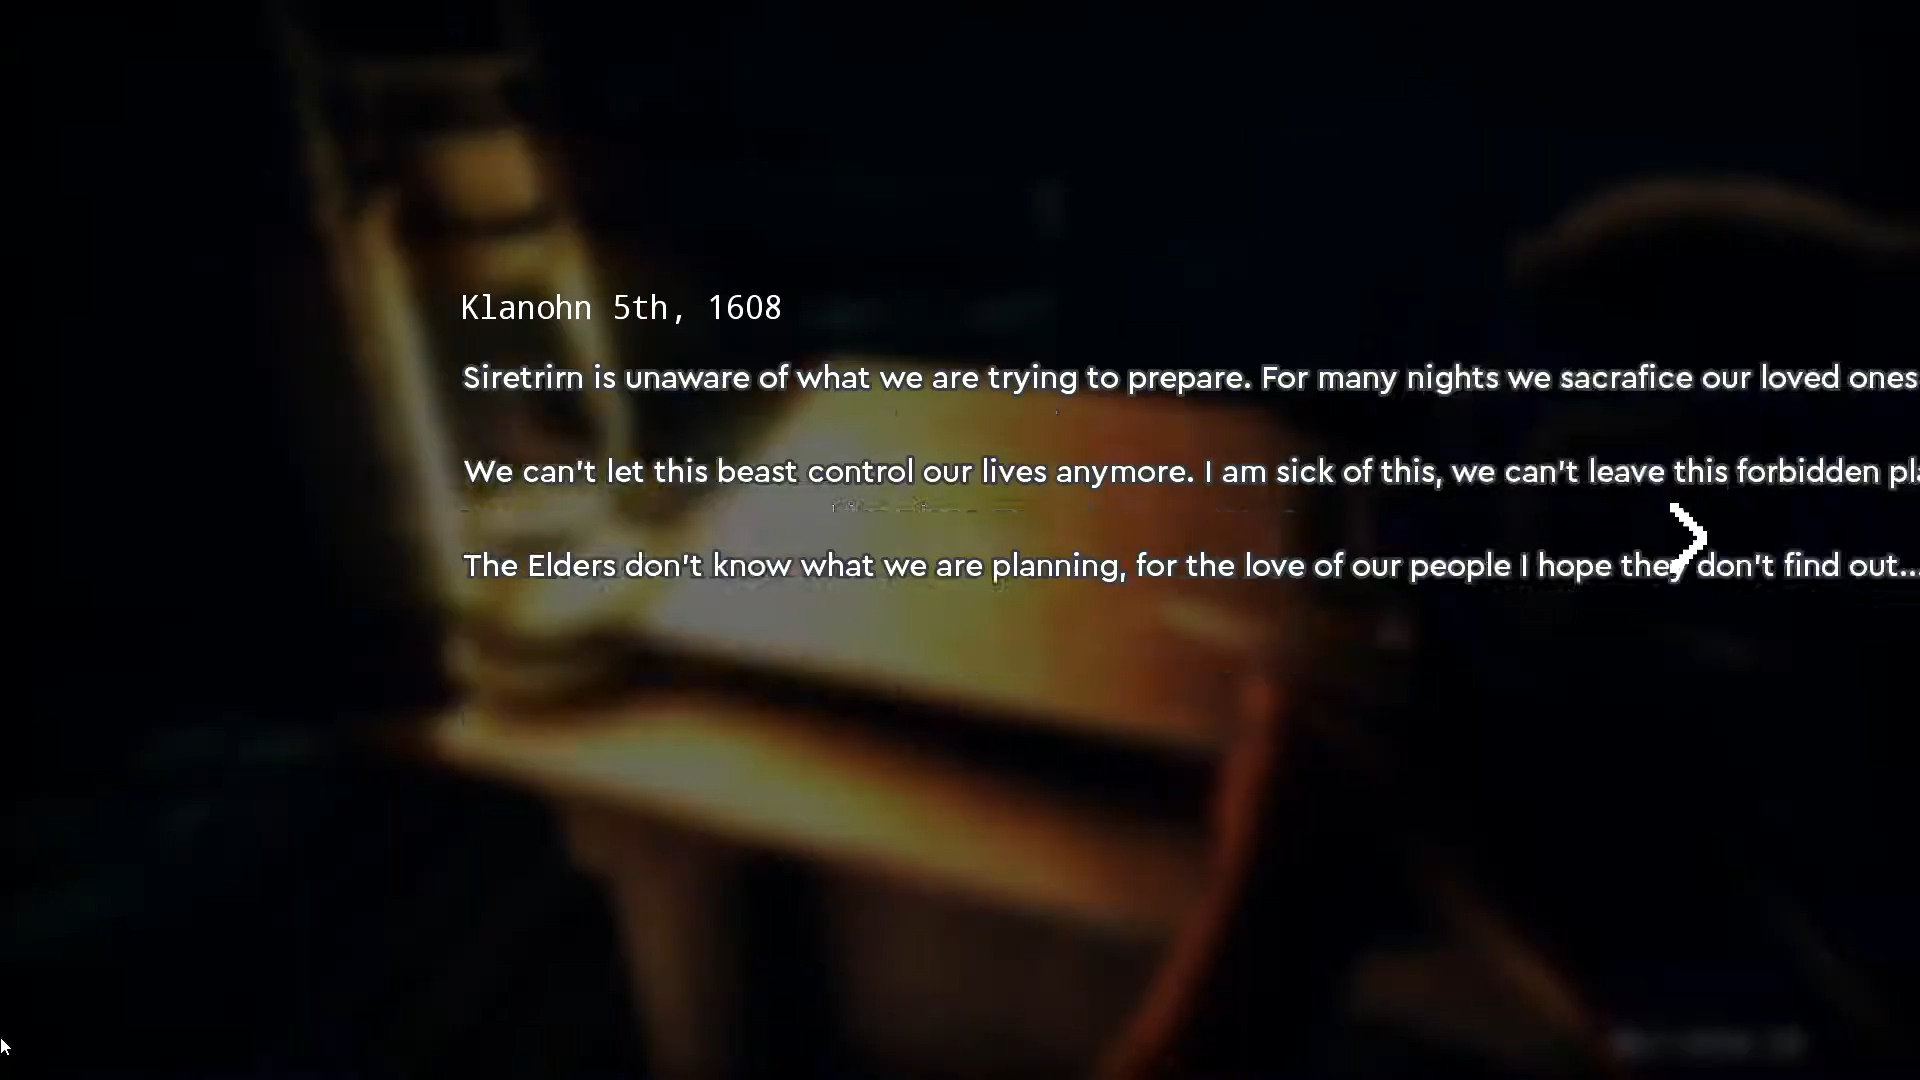 Klanohn 5th, 1608
Siretrirn is unaware of what we are trying to prepare. For many nights we sacrafice our loved ones
We can't let this beast control our lives anymore. I am sick of this, we can't leave this forbidden
The Elders don't know what we are planning, for the love of our people I hope they don't find out...